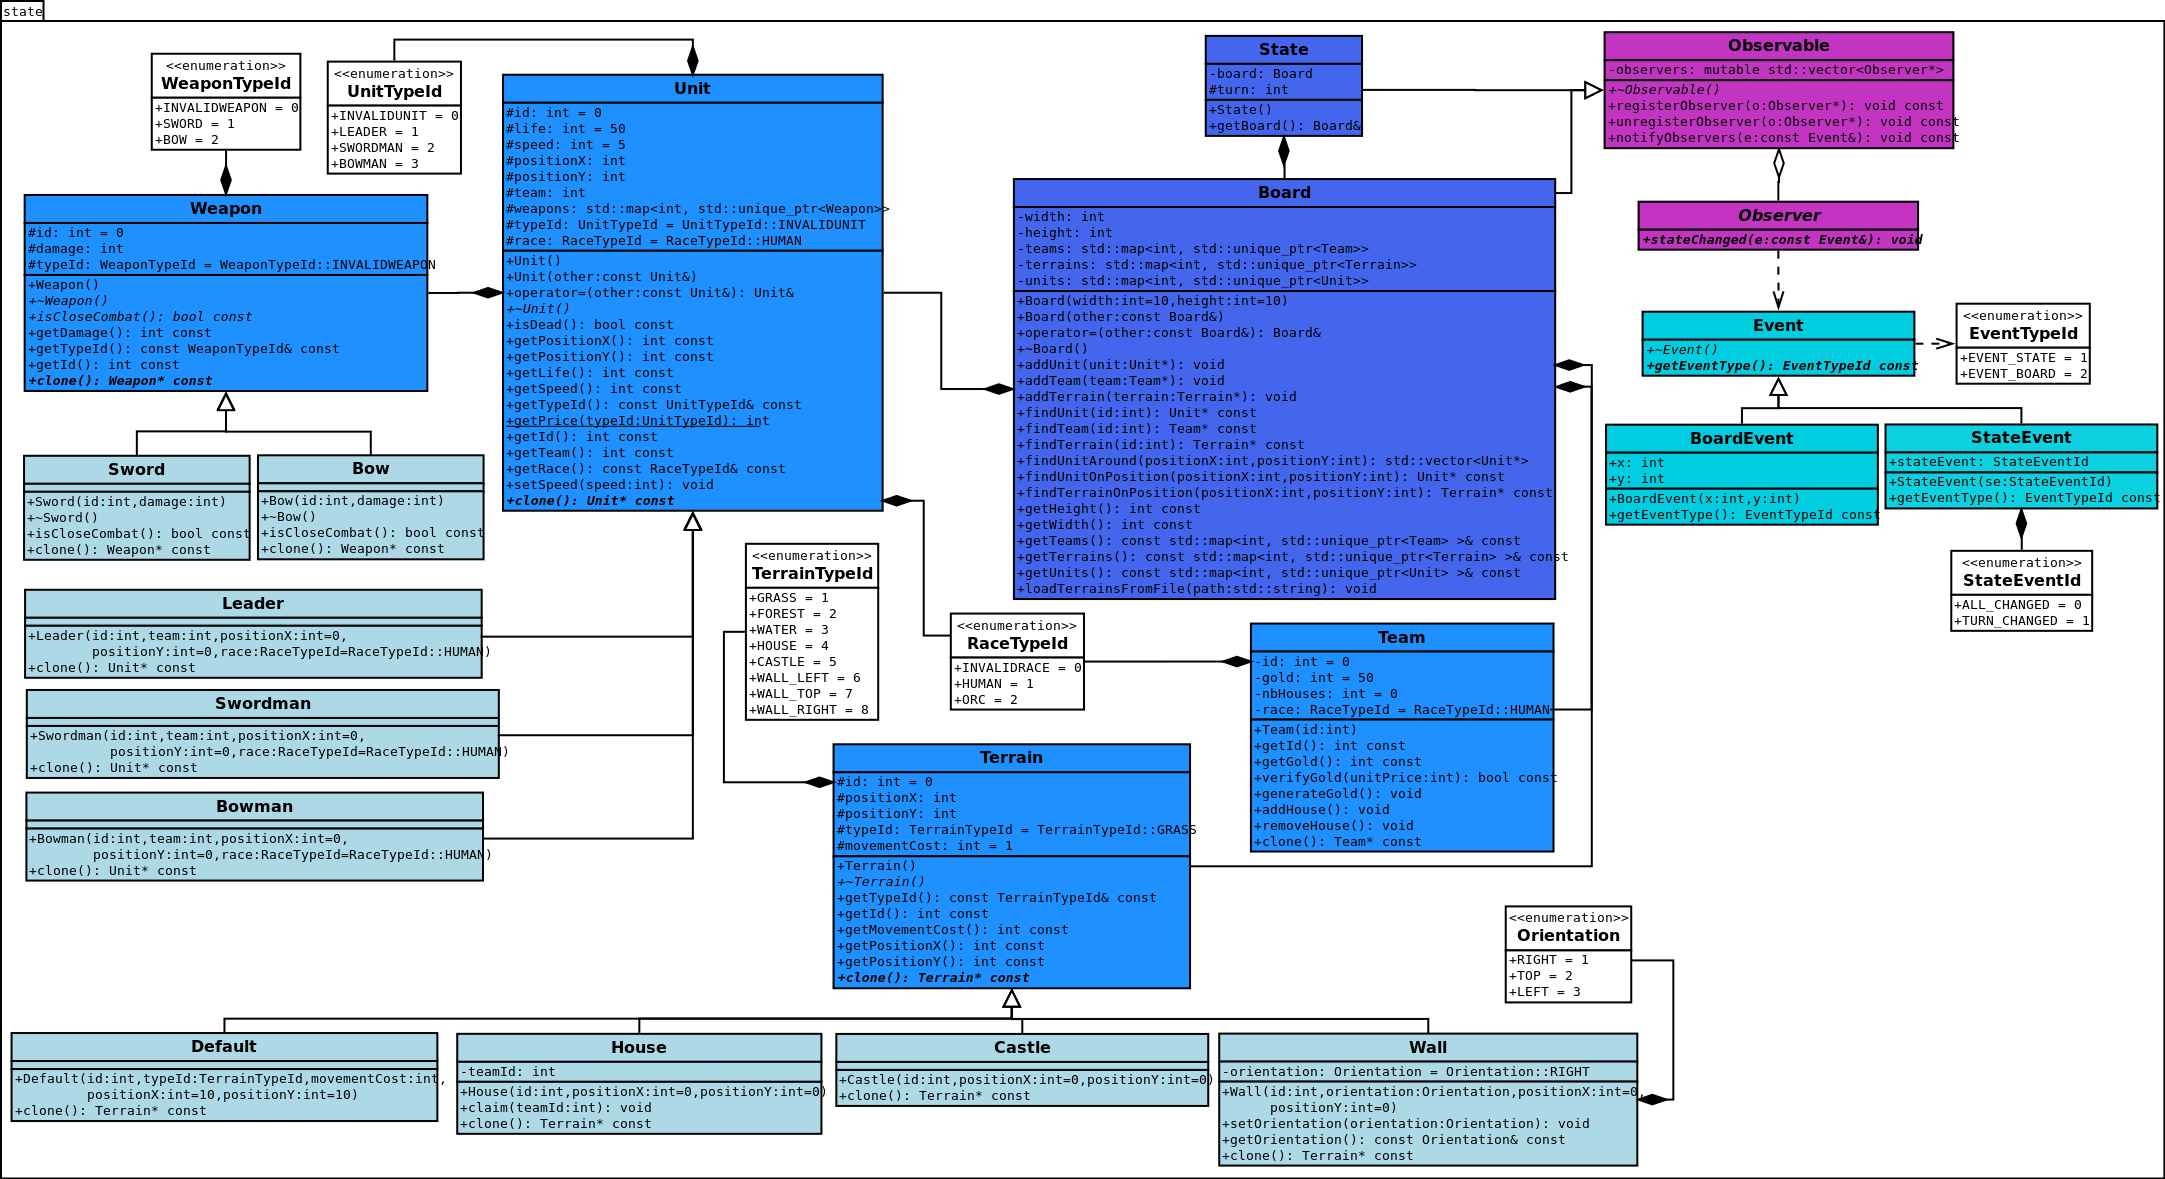 state
<<enumeration>>
WeaponTypeId
+INVALIDWEAPON = 0
+SWORD = 1
+BOW = 2
<<enumeration>>
UnitTypeId
+INVALIDUNIT = 0
+LEADER = 1
+SWORDMAN = 2
+BOWMAN = 3
Unit
#id: int = 0
#life: int = 50
#speed: int = 5
#positionX: int
#positionY: int
#team: int
#weapons: std::map<int, std::unique_ptr<Weapon>>
#typeId: UnitTypeId = UnitTypeId::INVALIDUNIT
#race: RaceTypeId = RaceTypeId::HUMAN
+Unit()
+Unit(other:const Unit&)
+operator=(other:const Unit&): Unit&
+~Unit()
+isDead(): bool const
+getPositionX(): int const
+getPositionY(): int const
+getLife(): int const
+getSpeed(): int const
+getTypeId(): const UnitTypeId& const
+getPrice(typeId:UnitTypeId): int
+getId(): int const
+getTeam(): int const
+getRace(): const RaceTypeId& const
+setSpeed(speed:int): void
+clone(): Unit* const
State
-board: Board
#turn: int
+State()
+getBoard(): Board&
Observable
-observers: mutable std::vector<Observer*>
+~Observable()
+registerObserver(o:Observer*): void const
+unregisterObserver(o:Observer*): void const
+notifyObservers(e:const Event&): void const
Weapon
#id: int = 0
#damage: int
#typeId: WeaponTypeId = WeaponTypeId::INVALIDWEAPON
+Weapon()
+~Weapon()
+isCloseCombat(): bool const
+getDamage(): int const
+getTypeId(): const WeaponTypeId& const
+getId(): int const
+clone(): Weapon* const
Board
-width: int
-height: int
-teams: std::map<int, std::unique_ptr<Team>>
-terrains: std::map<int, std::unique_ptr<Terrain>>
-units: std::map<int, std::unique_ptr<Unit>>
+Board(width:int=10,height:int=10)
+Board(other:const Board&)
+operator=(other:const Board&): Board&
+~Board()
+addUnit(unit:Unit*): void
+addTeam(team:Team*): void
+addTerrain(terrain:Terrain*): void
+findUnit(id:int): Unit* const
+findTeam(id:int): Team* const
+findTerrain(id:int): Terrain* const
+findUnitAround(positionX:int,positionY:int): std::vector<Unit*>
+findUnitOnPosition(positionX:int,positionY:int): Unit* const
+findTerrainOnPosition(positionX:int,positionY:int): Terrain* const
+getHeight(): int const
+getWidth(): int const
+getTeams(): const std::map<int, std::unique_ptr<Team> >& const
+getTerrains(): const std::map<int, std::unique_ptr<Terrain> >& const
+getUnits(): const std::map<int, std::unique_ptr<Unit> >& const
+loadTerrainsFromFile(path:std::string): void
Observer
+stateChanged(e:const Event&): void
Event
+~Event()
+getEventType(): EventTypeId const
<<enumeration>>
EventTypeId
+EVENT_STATE = 1
+EVENT_BOARD = 2
BoardEvent
+x: int
+y: int
+BoardEvent(x:int,y:int)
+getEventType(): EventTypeId const
StateEvent
+stateEvent: StateEventId
+StateEvent(se:StateEventId)
+getEventType(): EventTypeId const
<<enumeration>>
StateEventId
+ALL_CHANGED = 0
+TURN_CHANGED = 1
Sword
+Sword(id:int,damage:int)
+~Sword()
+isCloseCombat(): bool const
+clone(): Weapon* const
Bow
+Bow(id:int,damage:int)
+~Bow()
+isCloseCombat(): bool const
+clone(): Weapon* const
Leader
+Leader(id:int,team:int,positionX:int=0,
positionY:int=0,race:RaceTypeId=RaceTypeId::HUMAN)
+clone(): Unit* const
Swordman
+Swordman(id:int,team:int,positionX:int=0,
positionY:int=0,race:RaceTypeId=RaceTypeId::HUMAN)
+clone(): Unit* const
Bowman
+Bowman(id:int,team:int,positionX:int=0,
positionY:int=0,race:RaceTypeId=RaceTypeId::HUMAN)
+clone(): Unit* const
<<enumeration>>
TerrainTypeId
+GRASS = 1
+FOREST = 2
+WATER = 3
+HOUSE = 4
+CASTLE = 5
+WALL_LEFT = 6
+WALL_TOP = 7
+WALL_RIGHT = 8
<<enumeration>>
RaceTypeId
+INVALIDRACE = 0
+HUMAN = 1
+ORC = 2
Team
-id: int = 0
-gold: int = 50
-nbHouses: int = 0
-race: RaceTypeId = RaceTypeId::HUMAN
+Team(id:int)
+getId(): int const
+getGold(): int const
+verifyGold(unitPrice:int): bool const
+generateGold(): void
+addHouse(): void
+removeHouse(): void
+clone(): Team* const
Terrain
#id: int = 0
#positionX: int
#positionY: int
#typeId: TerrainTypeId = TerrainTypeId::GRASS
#movementCost: int = 1
+Terrain()
+~Terrain()
+getTypeId(): const TerrainTypeId& const
+getId(): int const
+getMovementCost(): int const
+getPositionX(): int const
+getPositionY(): int const
+clone(): Terrain* const
<<enumeration>>
Orientation
+RIGHT = 1
+TOP = 2
+LEFT = 3
Default
+Default(id:int,typeId:TerrainTypeId,movementCost:int,
positionX:int=10,positionY:int=10)
+clone(): Terrain* const
House
-teamId: int
+House(id:int,positionX:int=0,positionY:int=0)
+claim(teamId:int): void
+clone(): Terrain* const
Castle
+Castle(id:int,positionX:int=0,positionY:int=0)
+clone(): Terrain* const
Wall
-orientation: Orientation = Orientation::RIGHT
+Wall(id:int,orientation:Orientation,positionX:int=0,
positionY:int=0)
+setOrientation(orientation:Orientation): void
+getOrientation(): const Orientation& const
+clone(): Terrain* const